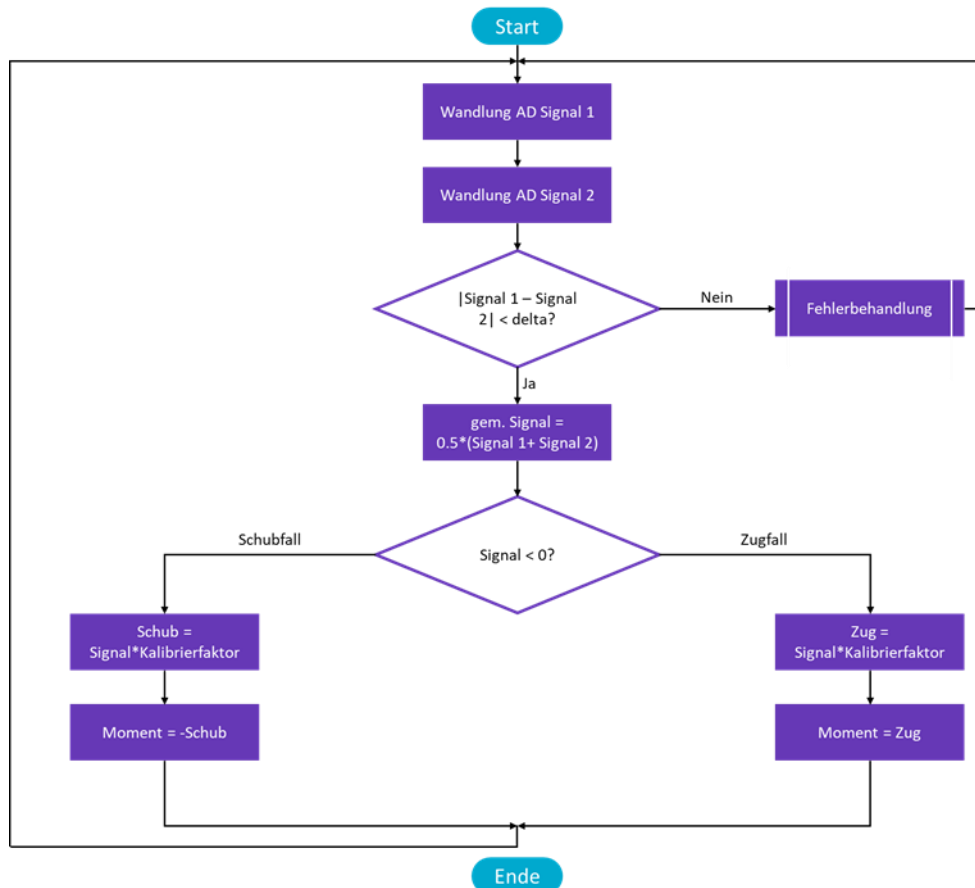 Start
Wandlung AD Signal 1
Wandlung AD Signal 2
|Signal 1 – Signal
2| < delta?
Nein
Fehlerbehandlung
Ja
gem. Signal =
0.5*(Signal 1+ Signal 2)
Schubfall
Signal < 0?
Zugfall
Schub =
Signal*Kalibrierfaktor
Zug =
Signal*Kalibrierfaktor
Moment = -Schub
Moment = Zug
Ende